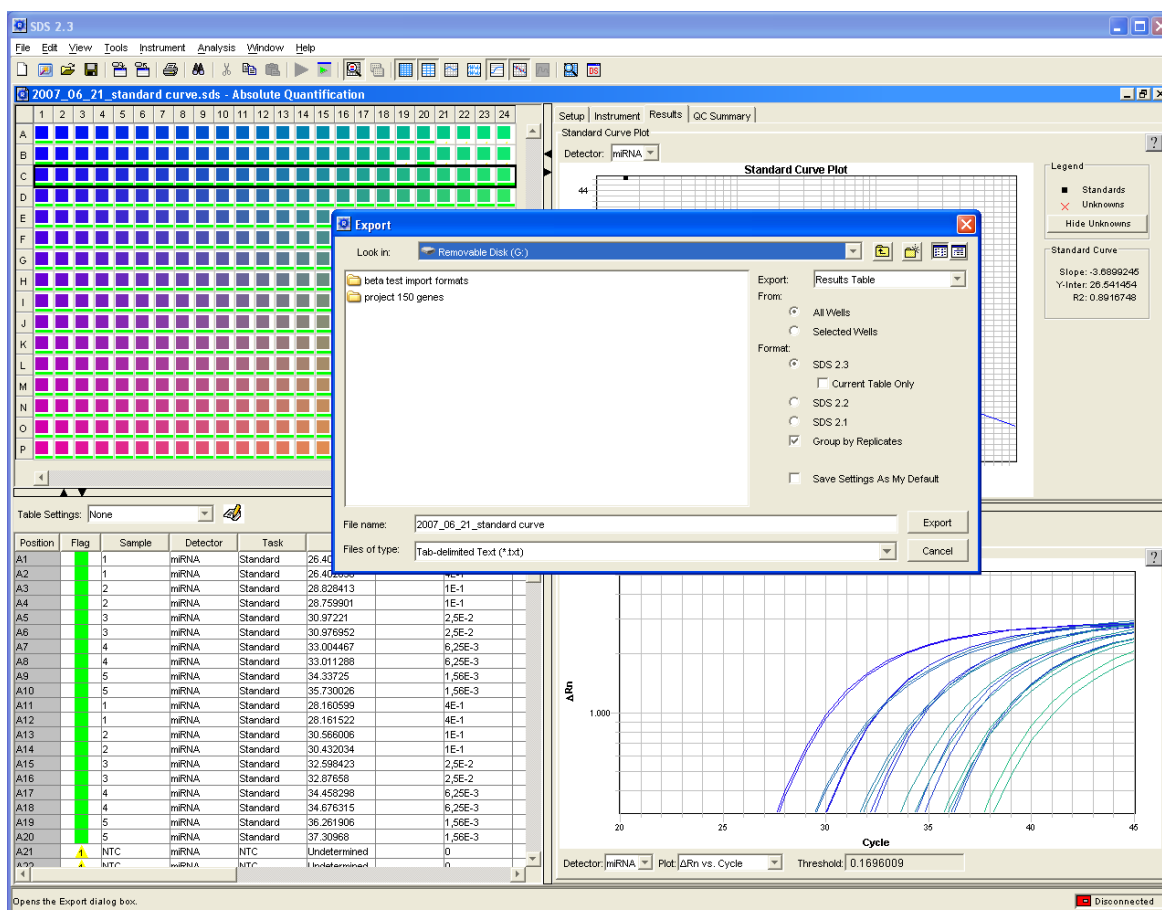 SDS 2.3
File Edit View Tools Instrument Analysis Window Help
DS
2007_06_21_standard curve.sds - Absolute Quantification
1 2 3 4 5 6 7 8 9 10 11 12 13 14 15 16 17 18 19 20 21 22 23 24
A
B
C
D
E
F
G
H
I
J
K
L
M
N
O
P
Setup Instrument Results QC Summary
Standard Curve Plot
Detector: miRNA
?
Standard Curve Plot
44
Legend
Standards
Unknowns
Hide Unknowns
Standard Curve
Slope: -3.6899245
Y-Inter: 26.541454
R2: 0.8916748
Export
Look in: Removable Disk (G:)
beta test import formats
project 150 genes
Export: Results Table
From:
All Wells
Selected Wells
Format:
SDS 2.3
Current Table Only
SDS 2.2
SDS 2.1
Group by Replicates
Save Settings As My Default
File name: 2007_06_21_standard curve
Export
Files of type: Tab-delimited Text (*.txt)
Cancel
Table Settings: None
Position Flag Sample Detector Task
A1 1 miRNA Standard
A2 1 miRNA Standard
A3 2 miRNA Standard 28.828413 1E-1
A4 2 miRNA Standard 28.759901 1E-1
A5 3 miRNA Standard 30.97221 2,5E-2
A6 3 miRNA Standard 30.976952 2,5E-2
A7 4 miRNA Standard 33.004467 6,25E-3
A8 4 miRNA Standard 33.011288 6,25E-3
A9 5 miRNA Standard 34.33725 1,56E-3
A10 5 miRNA Standard 35.730026 1,56E-3
A11 1 miRNA Standard 28.160599 4E-1
A12 1 miRNA Standard 28.161522 4E-1
A13 2 miRNA Standard 30.566006 1E-1
A14 2 miRNA Standard 30.432034 1E-1
A15 3 miRNA Standard 32.598423 2,5E-2
A16 3 miRNA Standard 32.87658 2,5E-2
A17 4 miRNA Standard 34.458298 6,25E-3
A18 4 miRNA Standard 34.676315 6,25E-3
A19 5 miRNA Standard 36.261906 1,56E-3
A20 5 miRNA Standard 37.30968 1,56E-3
A21 1 NTC miRNA NTC Undetermined 0
A22 NTC miRNA NTC Undetermined 0
?
ΔRn
1.000
20 25 30 35 40 45
Cycle
Detector: miRNA Plot: ΔRn vs. Cycle Threshold: 0.1696009
Opens the Export dialog box.
Disconnected